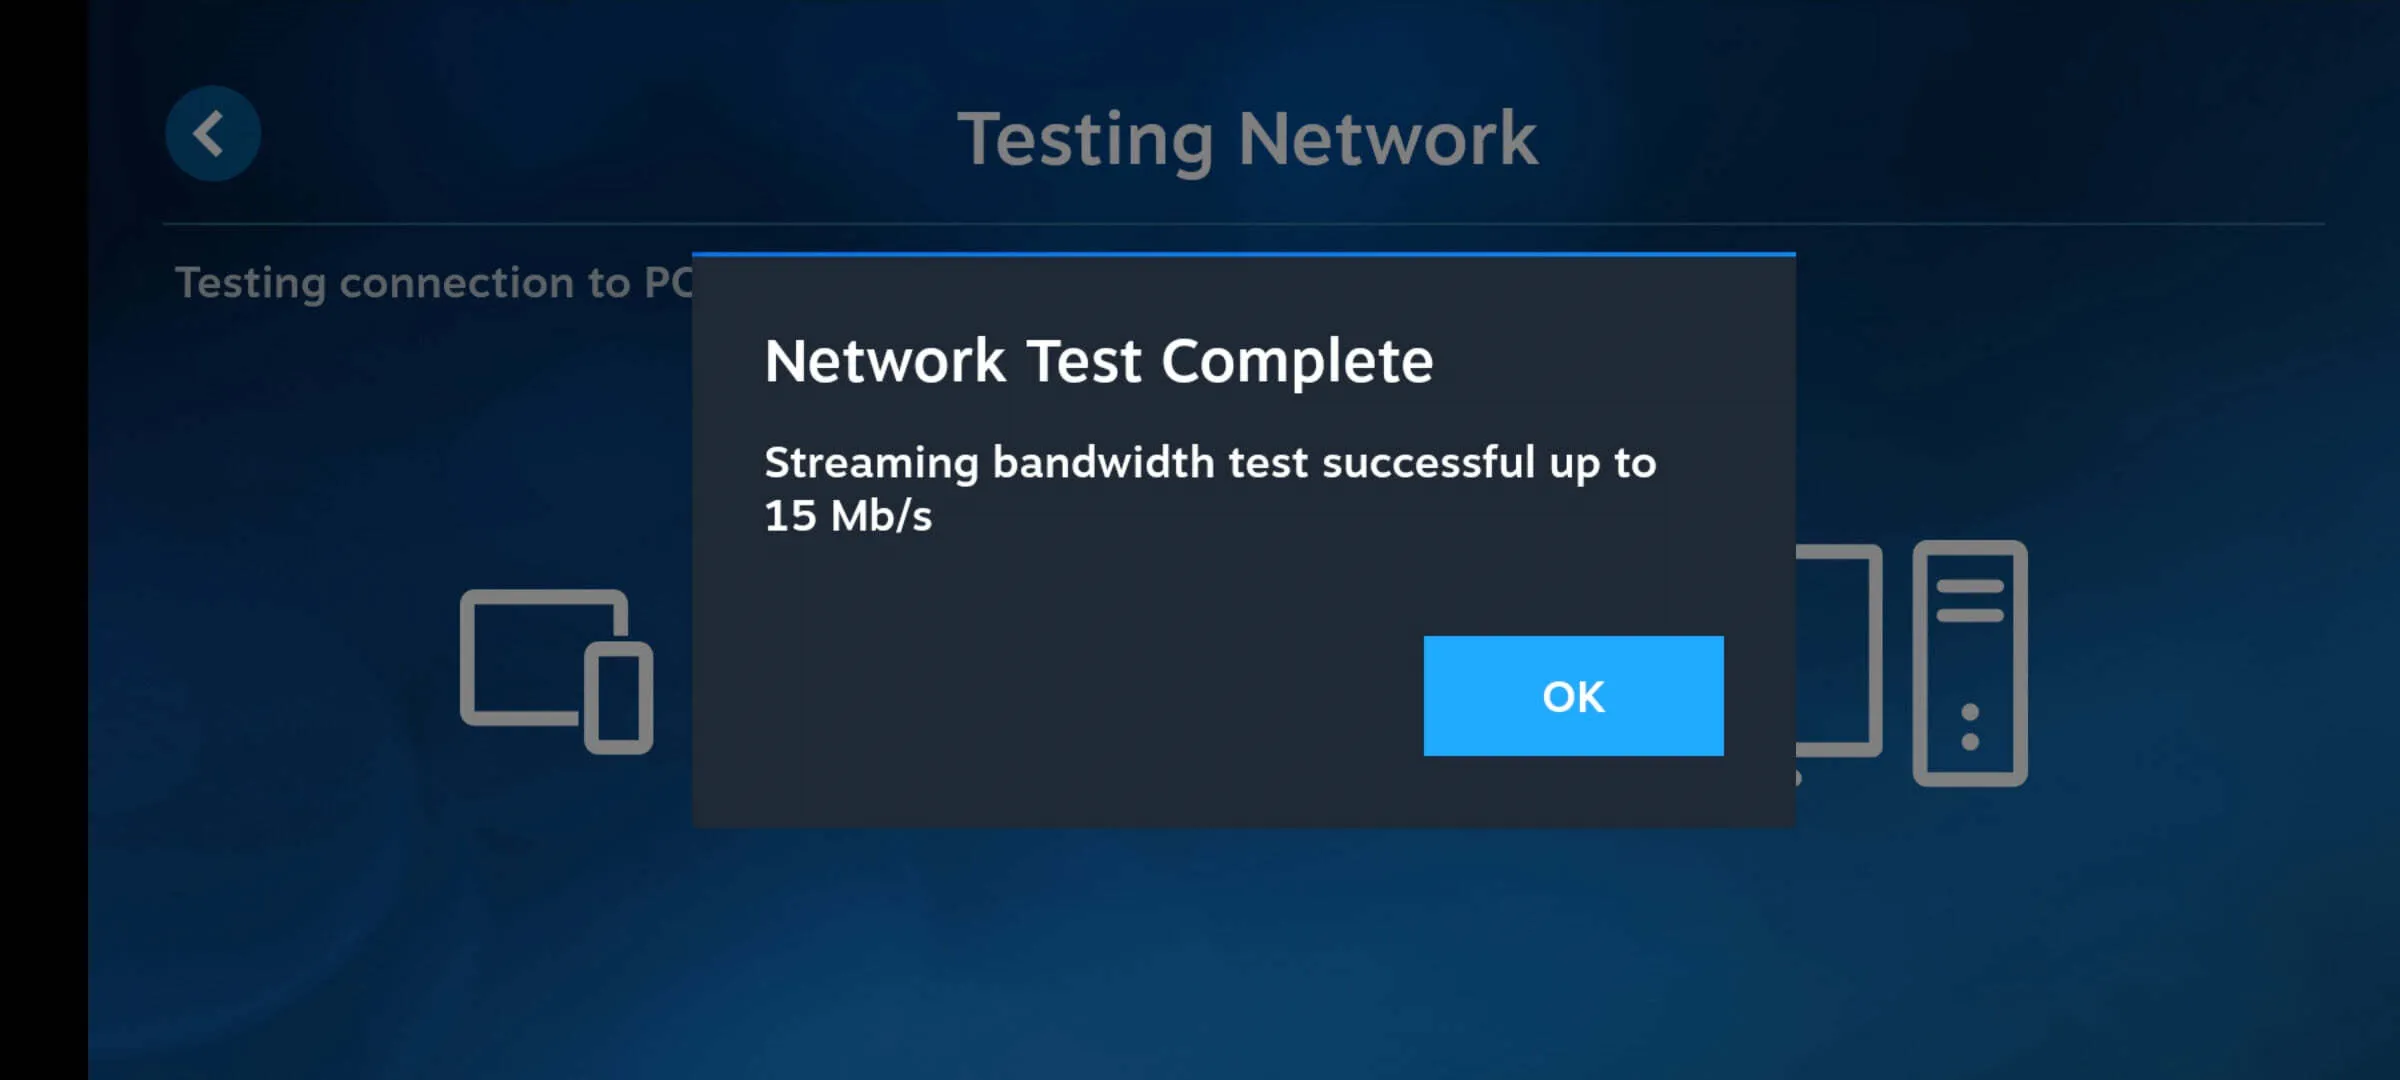 Testing Network
Testing connection to PC
Network Test Complete
Streaming bandwidth test successful up to
15 Mb/s
OK